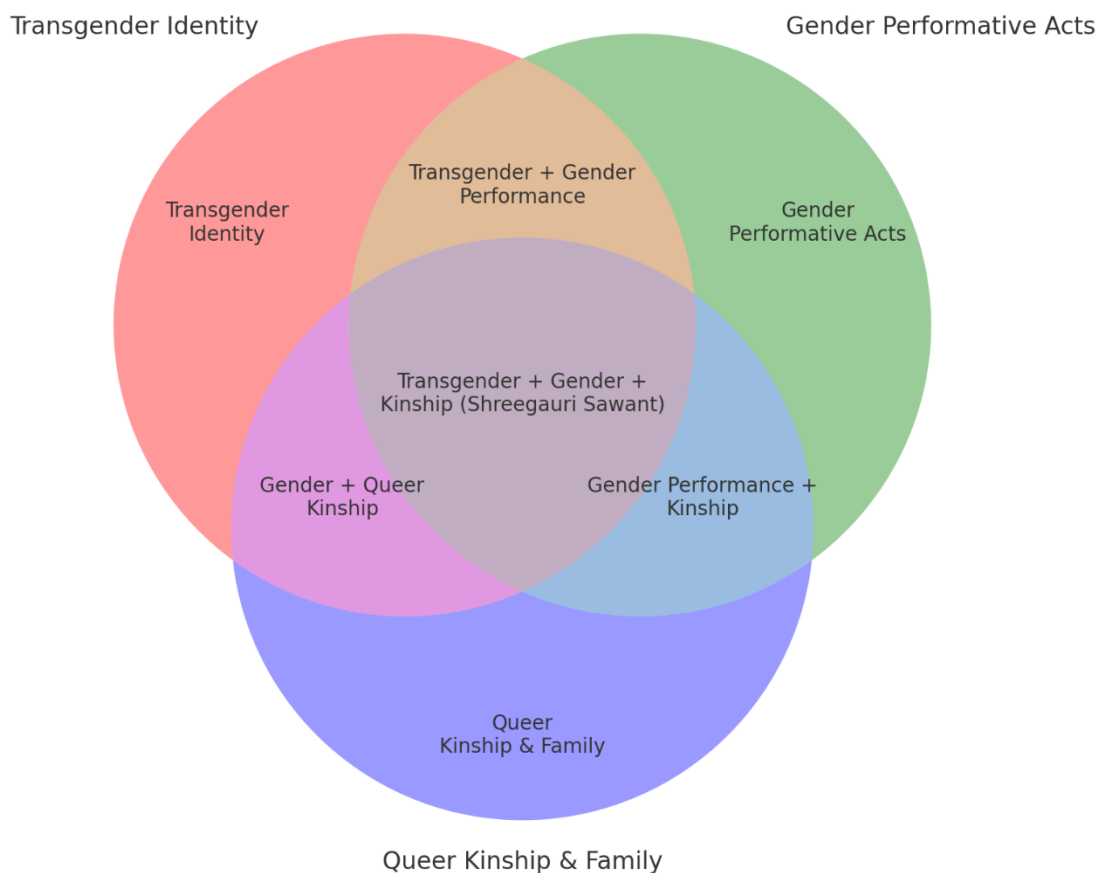 Transgender Identity
Gender Performative Acts
Transgender + Gender
Performance
Transgender
Identity
Gender
Performative Acts
Transgender + Gender +
Kinship (Shreegauri Sawant)
Gender + Queer
Kinship
Gender Performance +
Kinship
Queer
Kinship & Family
Queer Kinship & Family